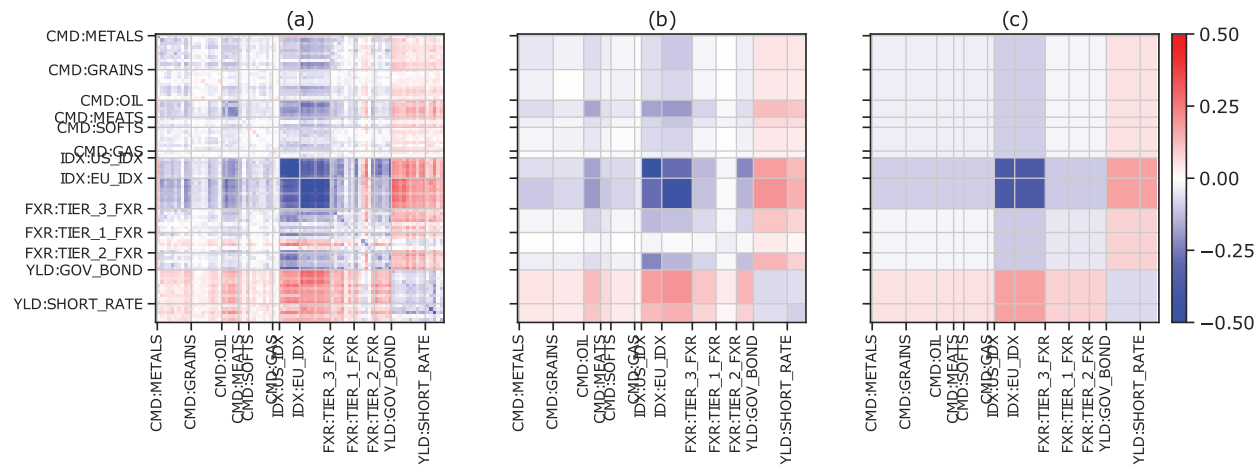 (a)
(b)
(c)
CMD:METALS
CMD:GRAINS
CMD:OIL
CMD:MEATS
CMD:SOFTS
CMD:GAS
IDX:US_IDX
IDX:EU_IDX
FXR:TIER_3_FXR
FXR:TIER_1_FXR
FXR:TIER_2_FXR
YLD:GOV_BOND
YLD:SHORT_RATE
0.50
0.25
0.00
−0.25
−0.50
CMD:METALS
CMD:GRAINS
CMD:OIL
CMD:MEATS
CMD:SOFTS
CMD:GAS
IDX:US_IDX
IDX:EU_IDX
FXR:TIER_3_FXR
FXR:TIER_1_FXR
FXR:TIER_2_FXR
YLD:GOV_BOND
YLD:SHORT_RATE
CMD:METALS
CMD:GRAINS
CMD:OIL
CMD:MEATS
CMD:SOFTS
CMD:GAS
IDX:US_IDX
IDX:EU_IDX
FXR:TIER_3_FXR
FXR:TIER_1_FXR
FXR:TIER_2_FXR
YLD:GOV_BOND
YLD:SHORT_RATE
CMD:METALS
CMD:GRAINS
CMD:OIL
CMD:MEATS
CMD:SOFTS
CMD:GAS
IDX:US_IDX
IDX:EU_IDX
FXR:TIER_3_FXR
FXR:TIER_1_FXR
FXR:TIER_2_FXR
YLD:GOV_BOND
YLD:SHORT_RATE